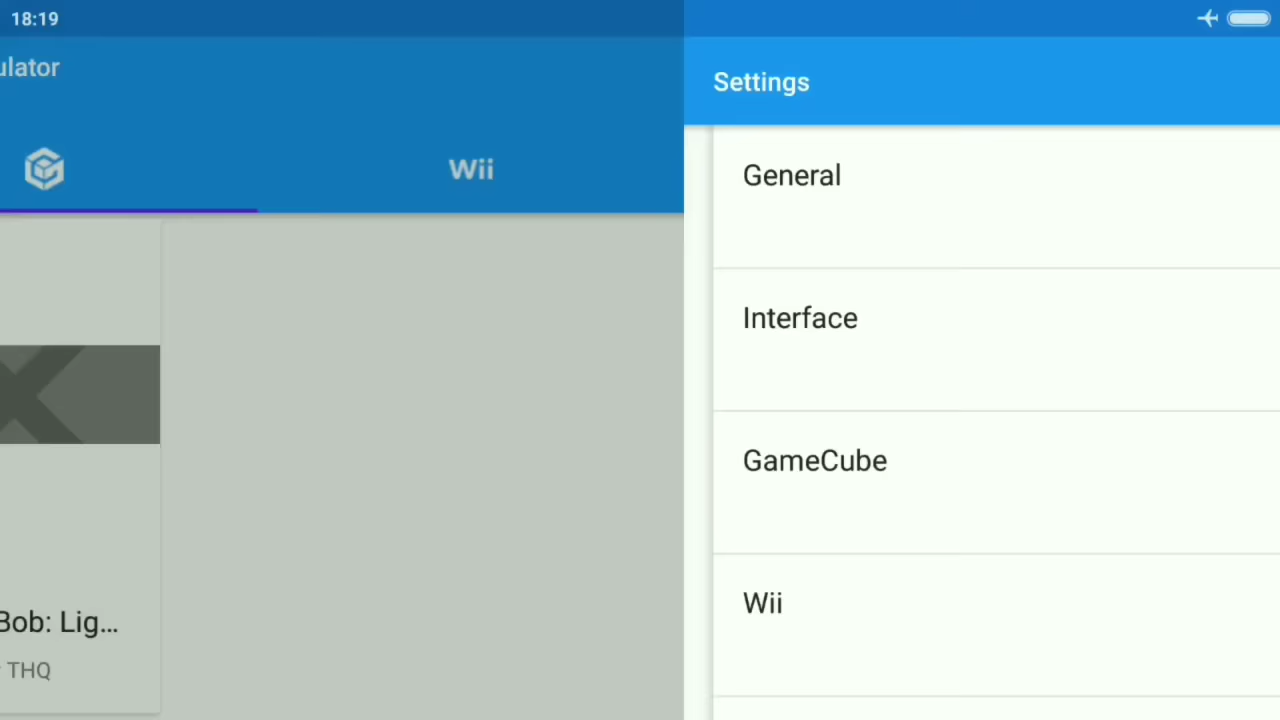 18:19
ulator
Wii
Bob: Lig...
THQ
Settings
General
Interface
GameCube
Wii